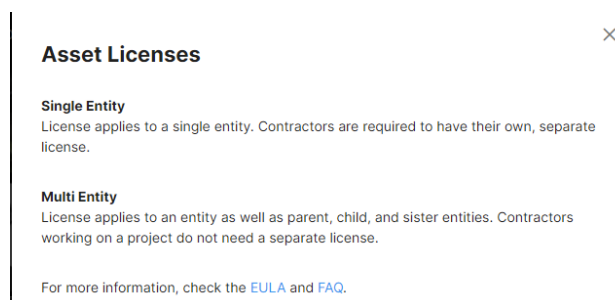 Asset Licenses
Single Entity
License applies to a single entity. Contractors are required to have their own, separate
license.
Multi Entity
License applies to an entity as well as parent, child, and sister entities. Contractors
working on a project do not need a separate license.
For more information, check the EULA and FAQ.